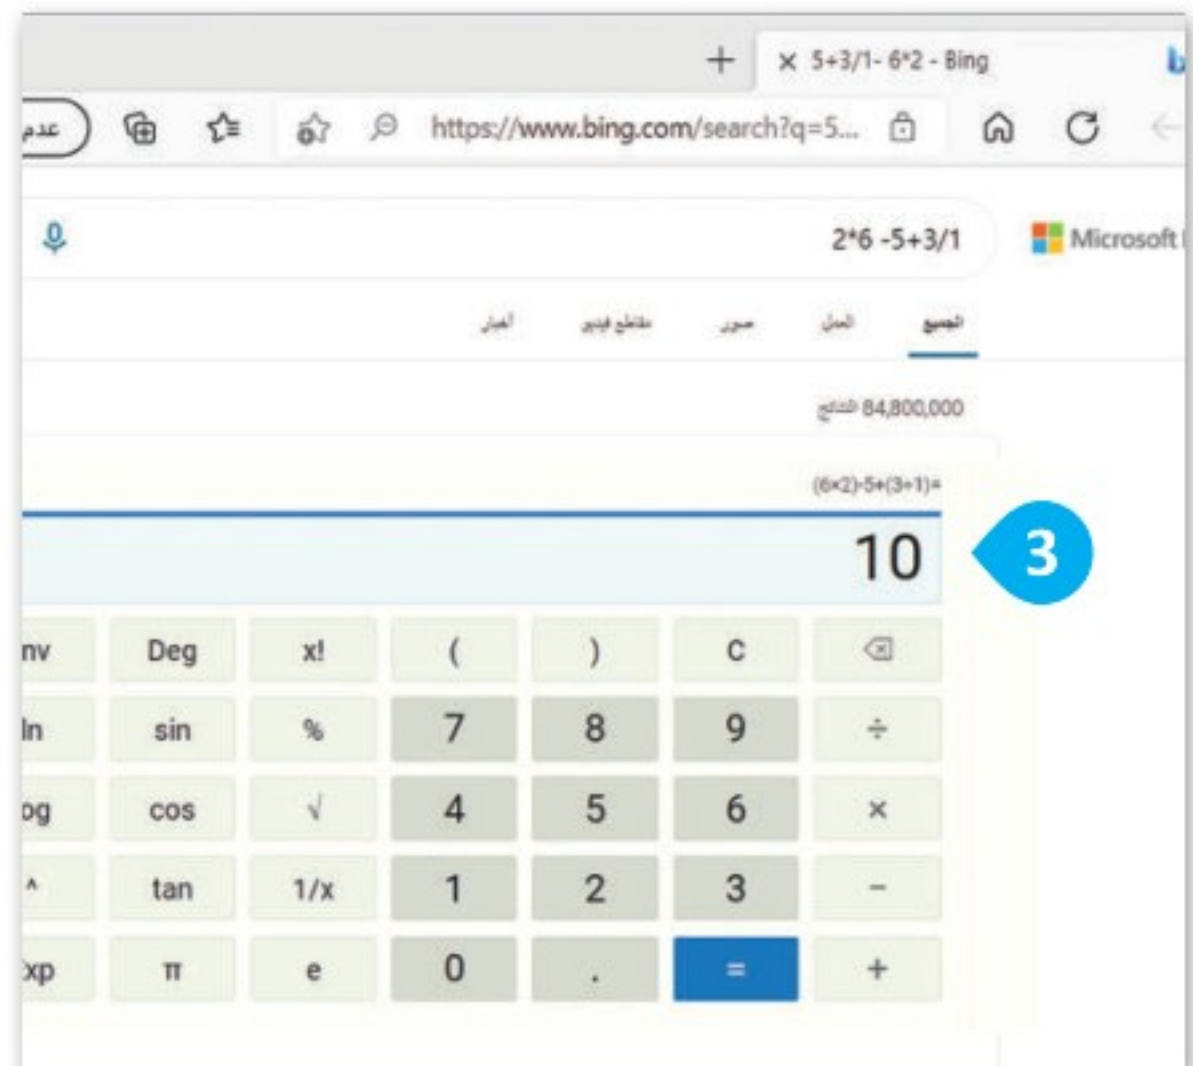 5+3/1- 6*2 - Bing
عدم
https://www.bing.com/search?q=5...
Microsoft
2*6 -5+3/1
الجميع العمل صور مقاطع فيديو أخبار
84,800,000 النتائج
(6×2)-5+(3÷1)=
10
3
nv Deg x! ( ) C
ln sin % 7 8 9 ÷
og cos √ 4 5 6 ×
^ tan 1/x 1 2 3 −
xp π e 0 . = +